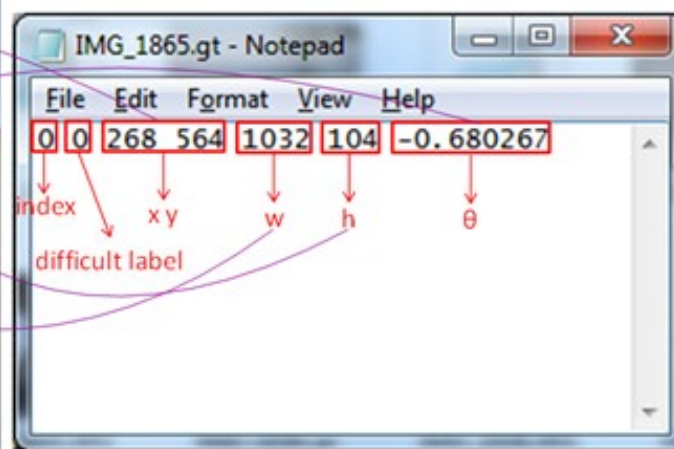 IMG_1865.gt - Notepad
File Edit Format View Help
0 0 268 564 1032 104 -0.680267
index x y w h θ
difficult label